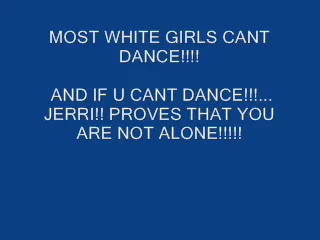 MOST WHITE GIRLS CANT
DANCE!!!!
AND IF U CANT DANCE!!!...
JERRI!! PROVES THAT YOU
ARE NOT ALONE!!!!!